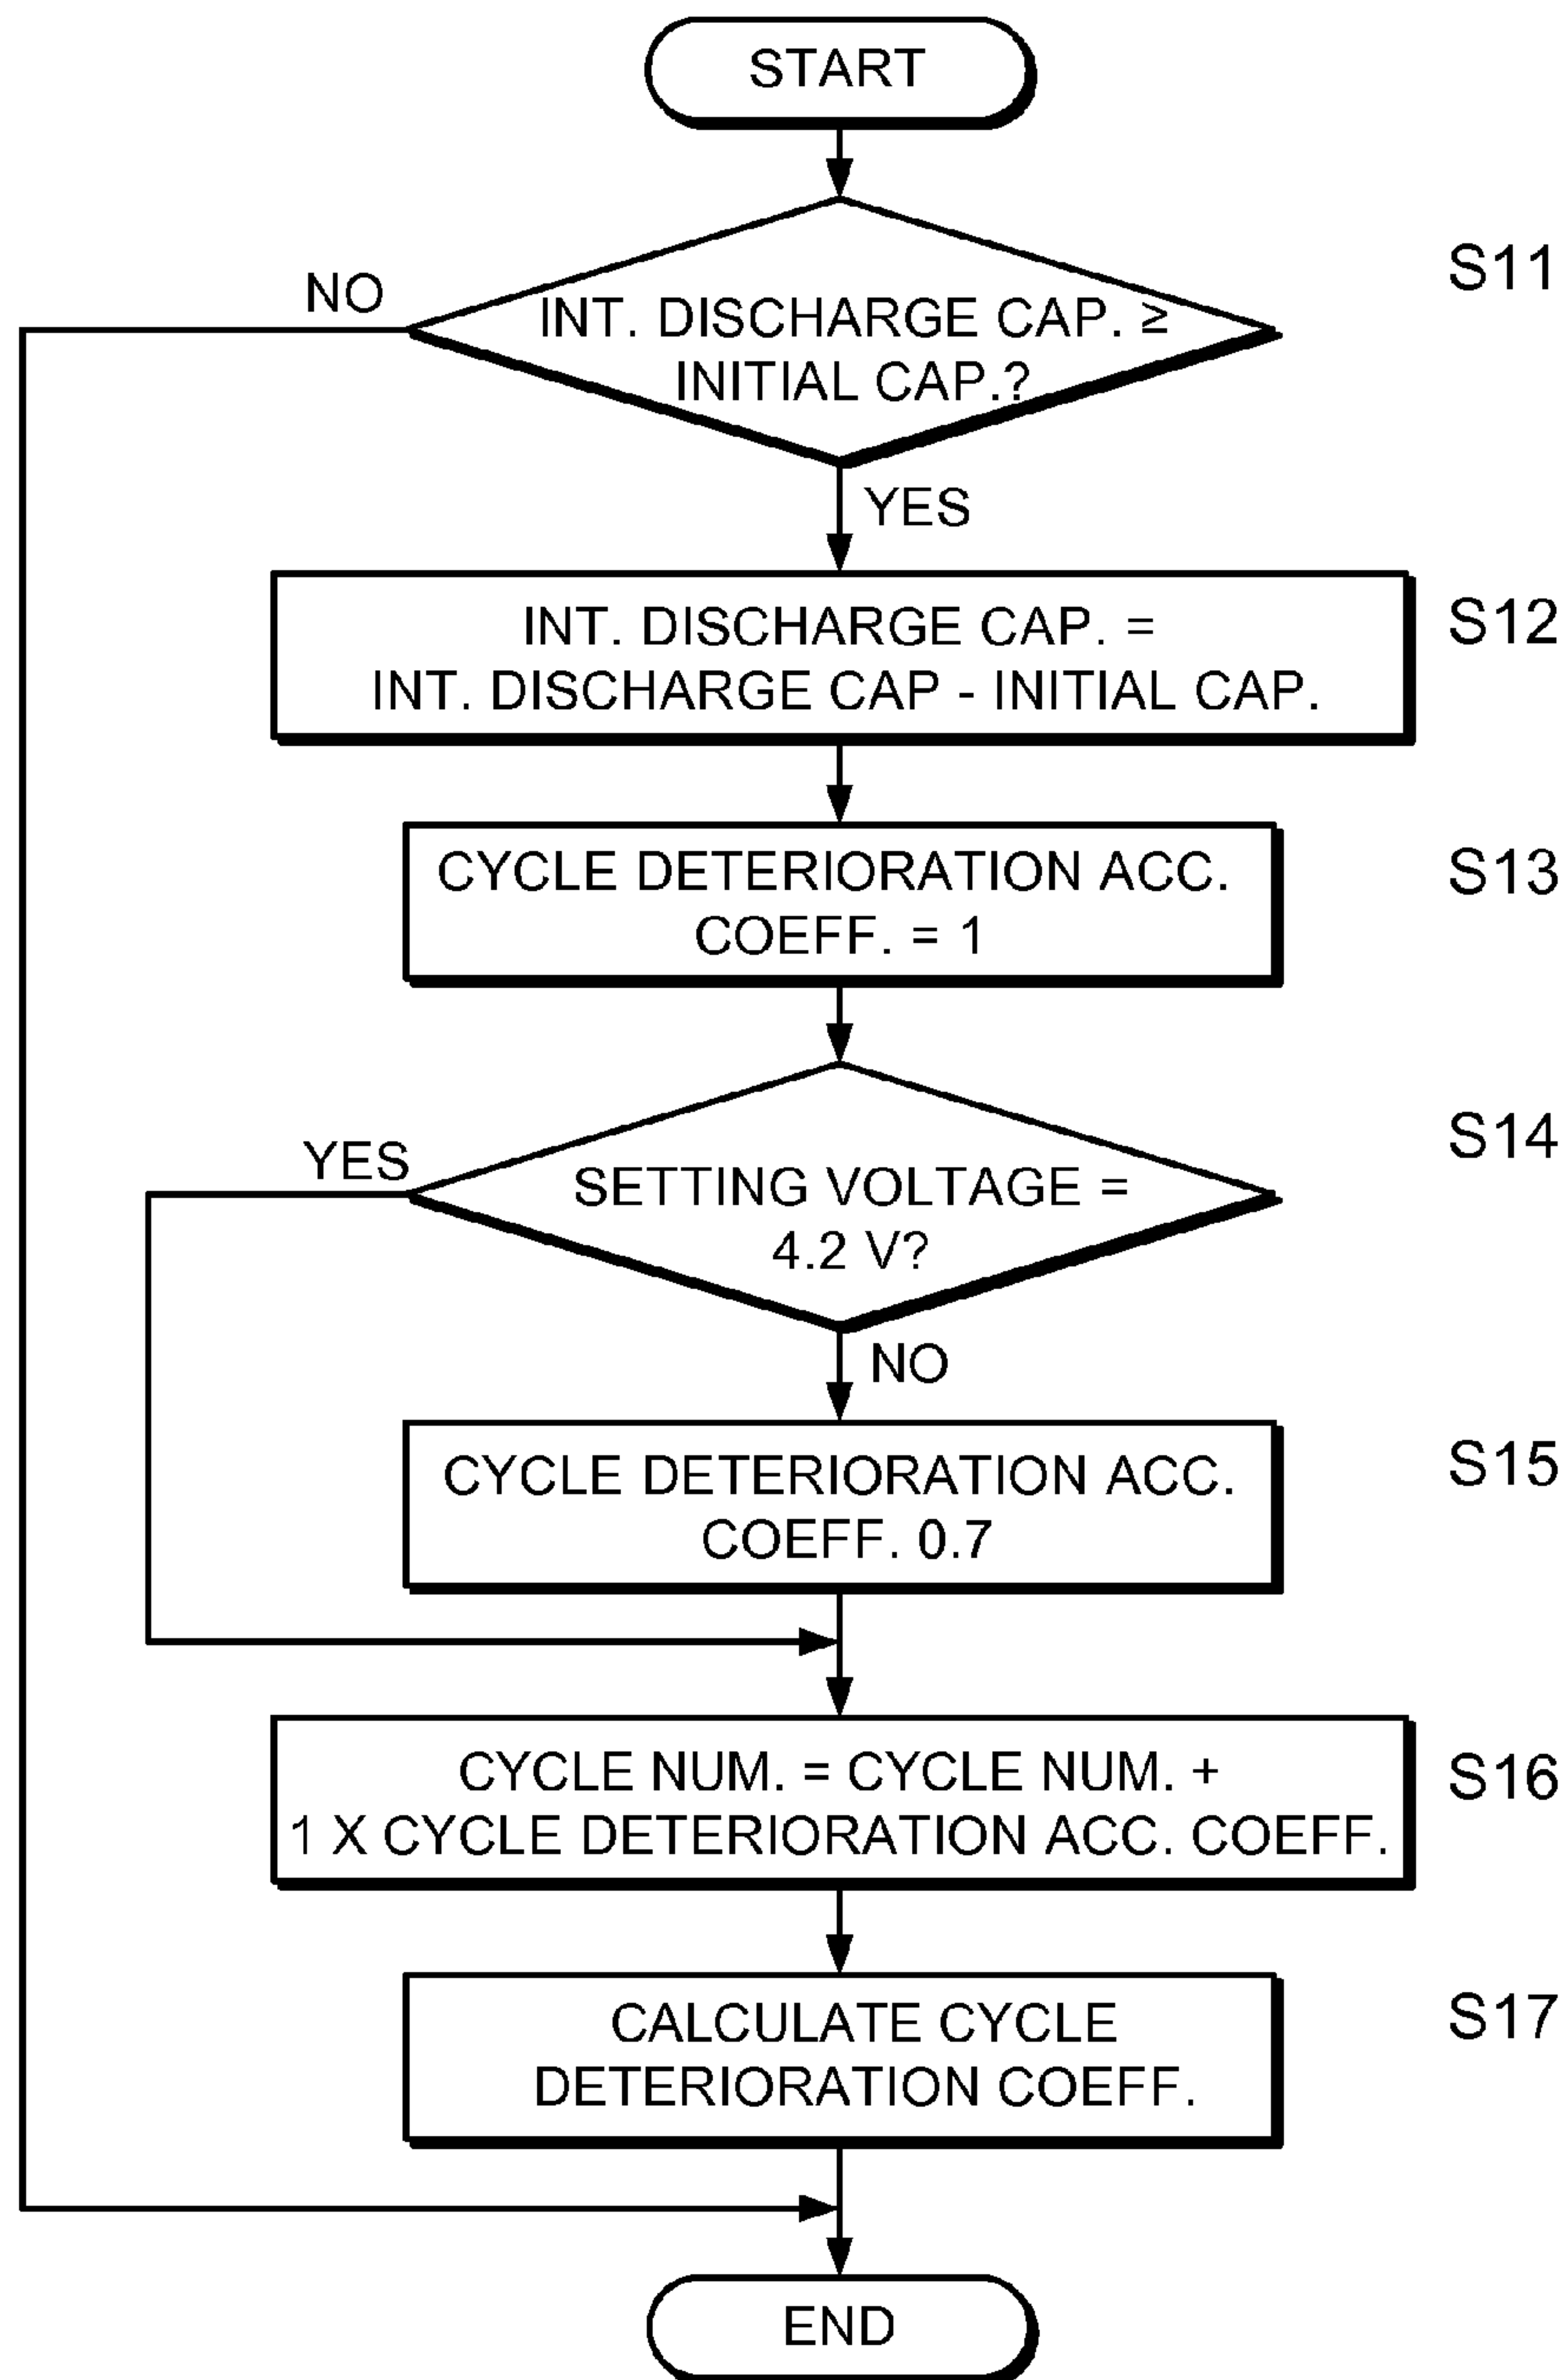 START
S11
NO
INT. DISCHARGE CAP. ≥
INITIAL CAP.?
YES
S12
INT. DISCHARGE CAP. =
INT. DISCHARGE CAP - INITIAL CAP.
S13
CYCLE DETERIORATION ACC.
COEFF. = 1
S14
YES
SETTING VOLTAGE =
4.2 V?
NO
S15
CYCLE DETERIORATION ACC.
COEFF. 0.7
S16
CYCLE NUM. = CYCLE NUM. +
1 X CYCLE DETERIORATION ACC. COEFF.
S17
CALCULATE CYCLE
DETERIORATION COEFF.
END